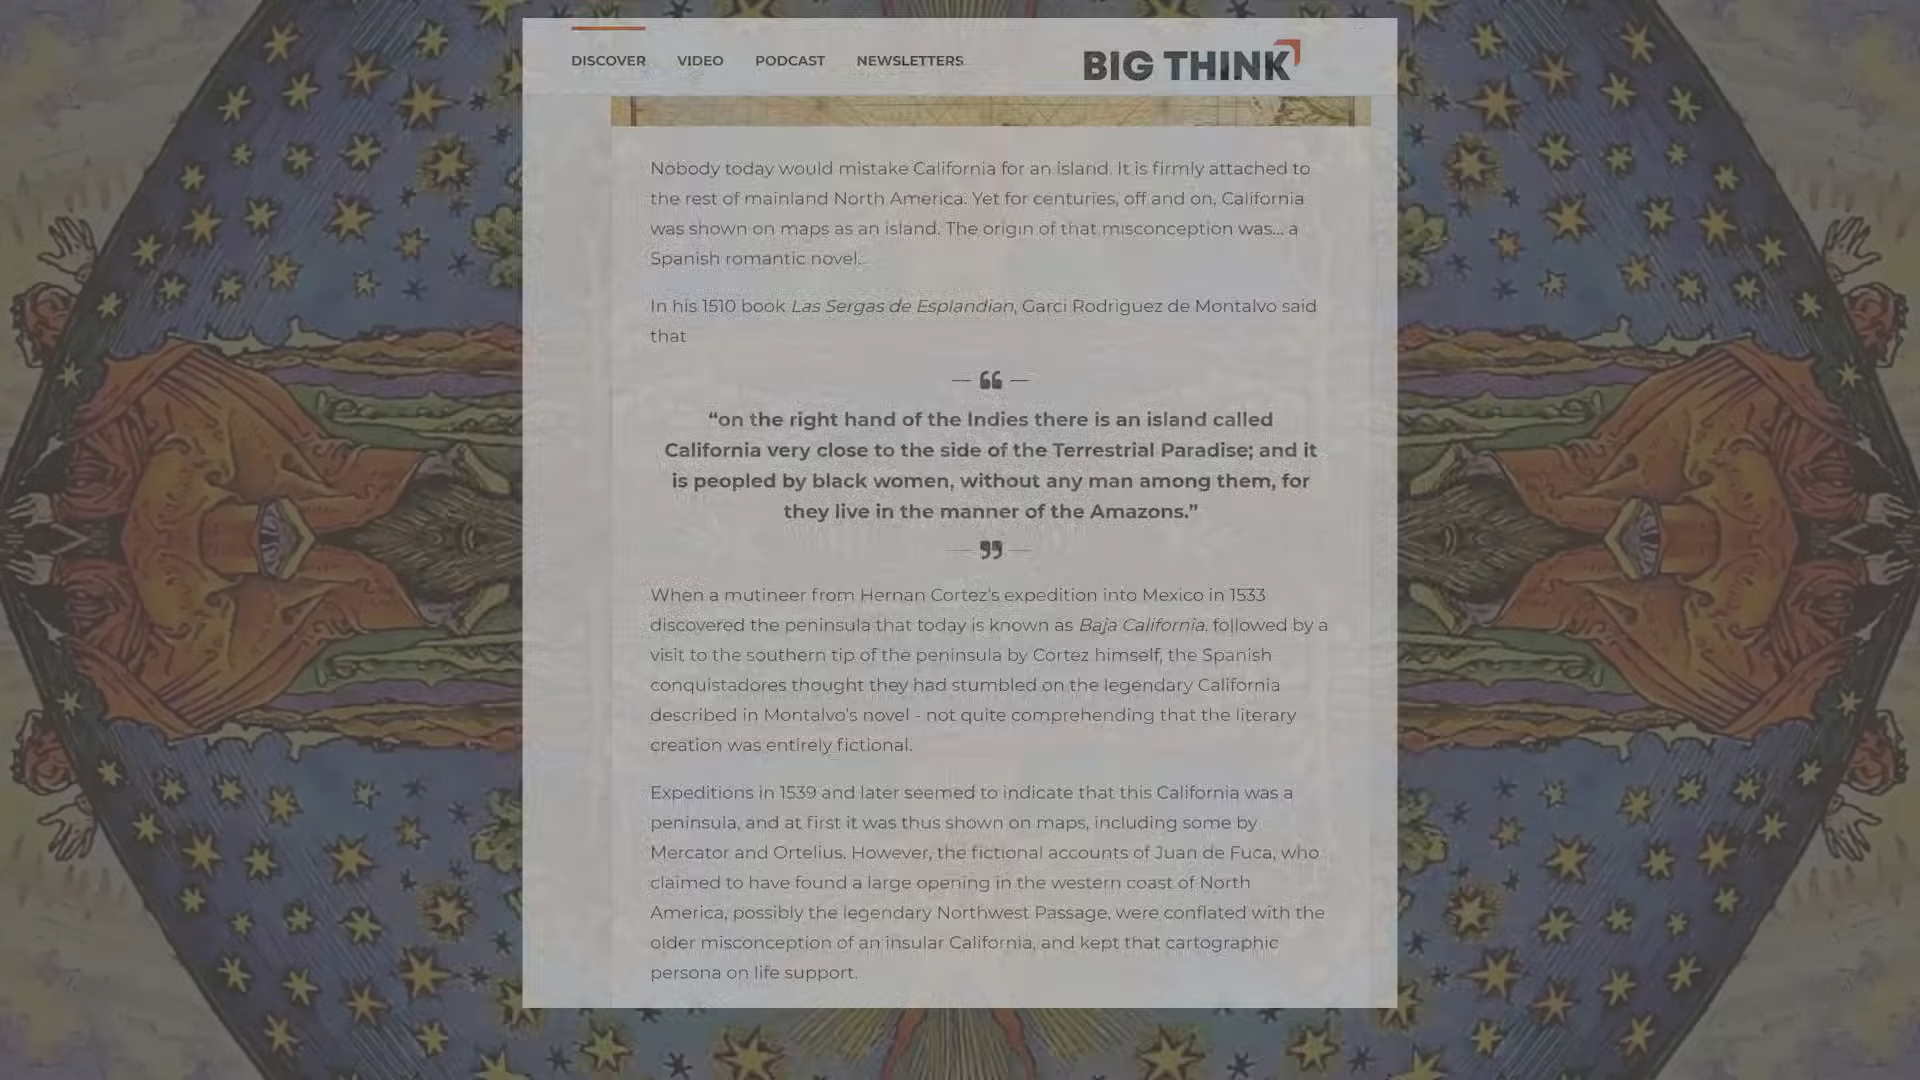 DISCOVER VIDEO PODCAST NEWSLETTERS BIG THINK
Nobody today would mistake California for an island. It is firmly attached to
the rest of mainland North America. Yet for centuries, off and on, California
was shown on maps as an island. The origin of that misconception was... a
Spanish romantic novel.
In his 1510 book Las Sergas de Esplandian, Garci Rodriguez de Montalvo said
that
“
“on the right hand of the Indies there is an island called
California very close to the side of the Terrestrial Paradise; and it
is peopled by black women, without any man among them, for
they live in the manner of the Amazons.”
”
When a mutineer from Hernan Cortez's expedition into Mexico in 1533
discovered the peninsula that today is known as Baja California, followed by a
visit to the southern tip of the peninsula by Cortez himself, the Spanish
conquistadores thought they had stumbled on the legendary California
described in Montalvo's novel - not quite comprehending that the literary
creation was entirely fictional.
Expeditions in 1539 and later seemed to indicate that this California was a
peninsula, and at first it was thus shown on maps, including some by
Mercator and Ortelius. However, the fictional accounts of Juan de Fuca, who
claimed to have found a large opening in the western coast of North
America, possibly the legendary Northwest Passage, were conflated with the
older misconception of an insular California, and kept that cartographic
persona on life support.